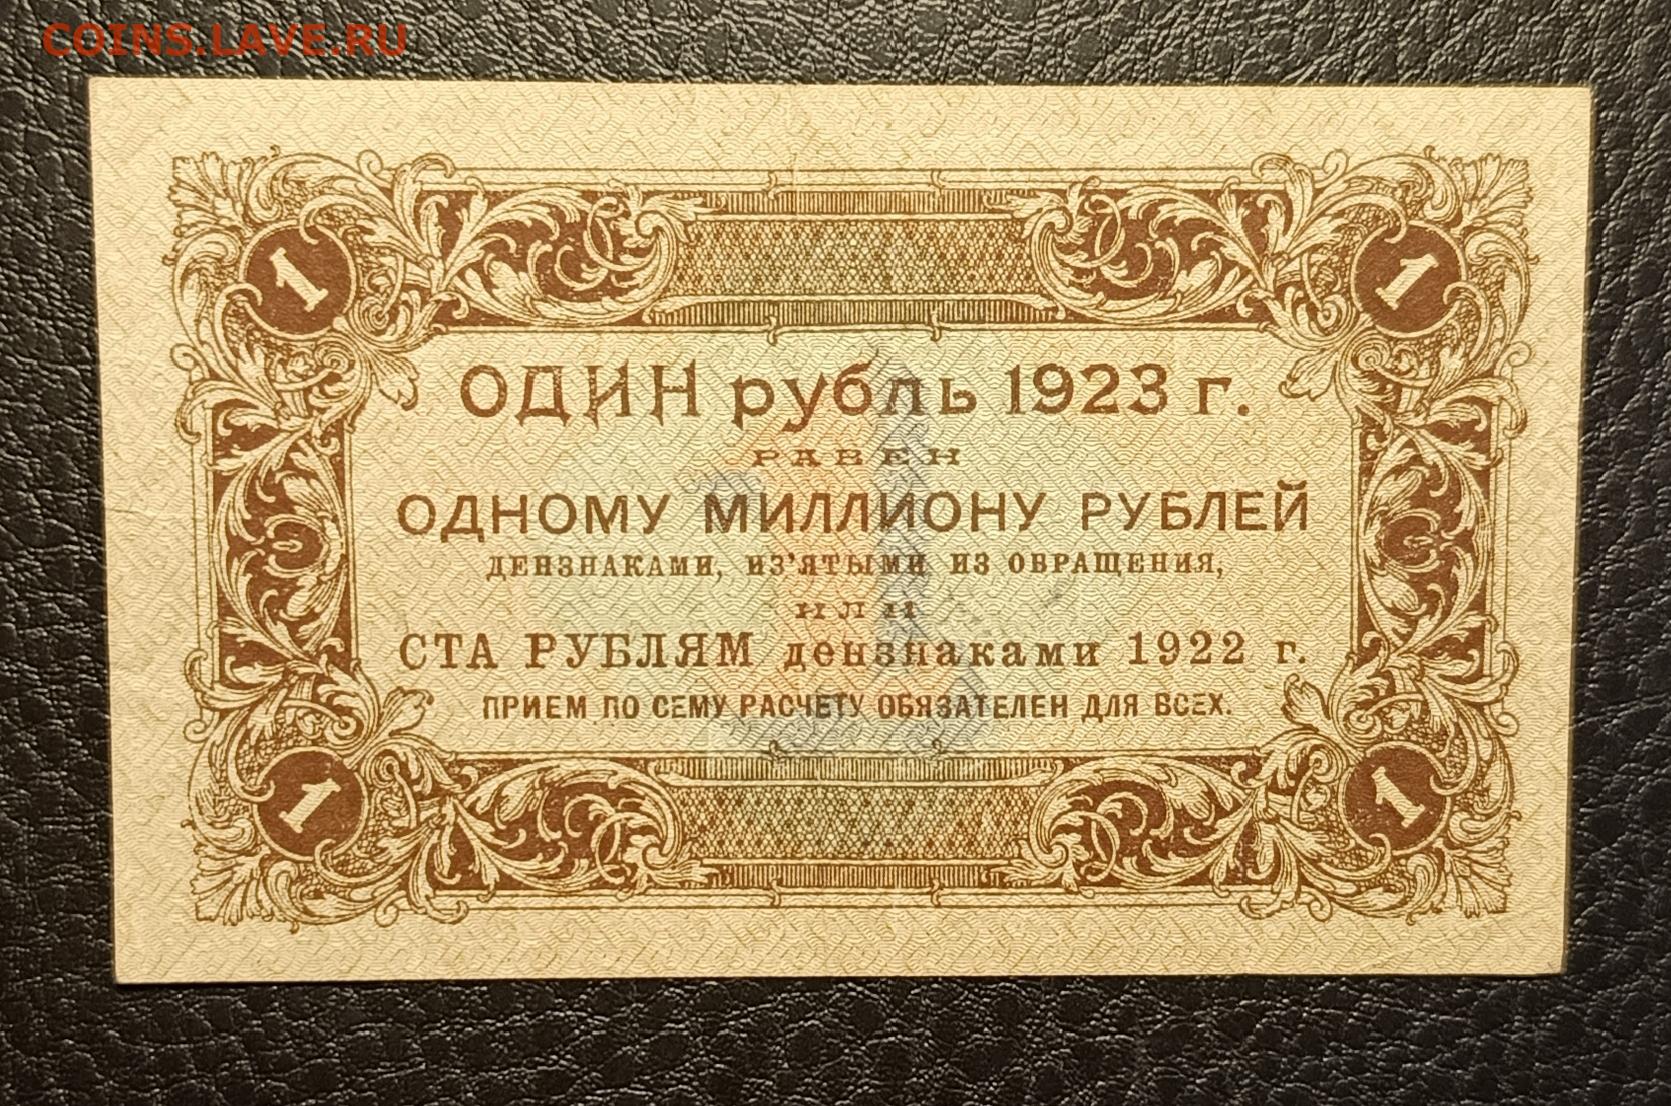 COINS.LAVE.RU
1 1
ОДИН рубль 1923 г.
РАВЕН
ОДНОМУ МИЛЛИОНУ РУБЛЕЙ
ДЕНЗНАКАМИ, ИЗ'ЯТЫМИ ИЗ ОБРАЩЕНИЯ,
ИЛИ
СТА РУБЛЯМ дензнаками 1922 г.
ПРИЕМ ПО СЕМУ РАСЧЕТУ ОБЯЗАТЕЛЕН ДЛЯ ВСЕХ.
1
1 1